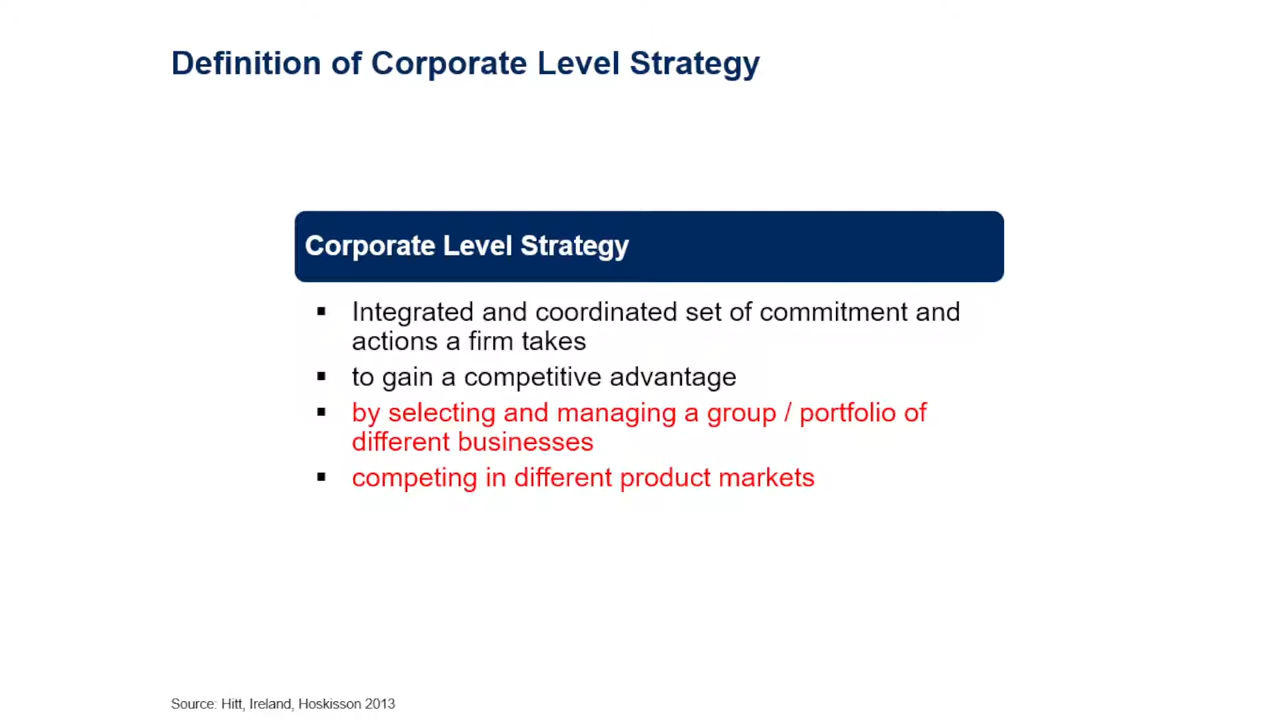 Definition of Corporate Level Strategy
Corporate Level Strategy
▪ Integrated and coordinated set of commitment and
actions a firm takes
▪ to gain a competitive advantage
▪ by selecting and managing a group / portfolio of
different businesses
▪ competing in different product markets
Source: Hitt, Ireland, Hoskisson 2013